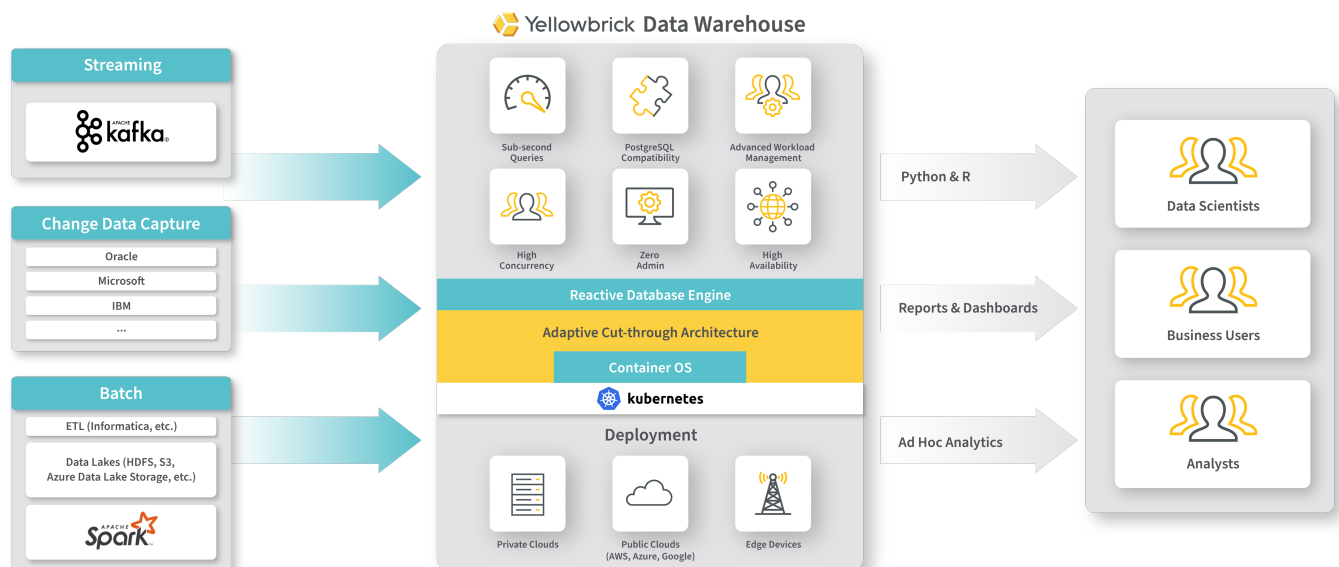 Yellowbrick Data Warehouse
Streaming
APACHE
kafka®
Change Data Capture
Oracle
Microsoft
IBM
...
Batch
ETL (Informatica, etc.)
Data Lakes (HDFS, S3,
Azure Data Lake Storage, etc.)
APACHE
Spark™
Sub-second
Queries
PostgreSQL
Compatibility
Advanced Workload
Management
High
Concurrency
Zero
Admin
High
Availability
Reactive Database Engine
Adaptive Cut-through Architecture
Container OS
kubernetes
Deployment
Private Clouds
Public Clouds
(AWS, Azure, Google)
Edge Devices
Python & R
Reports & Dashboards
Ad Hoc Analytics
Data Scientists
Business Users
Analysts